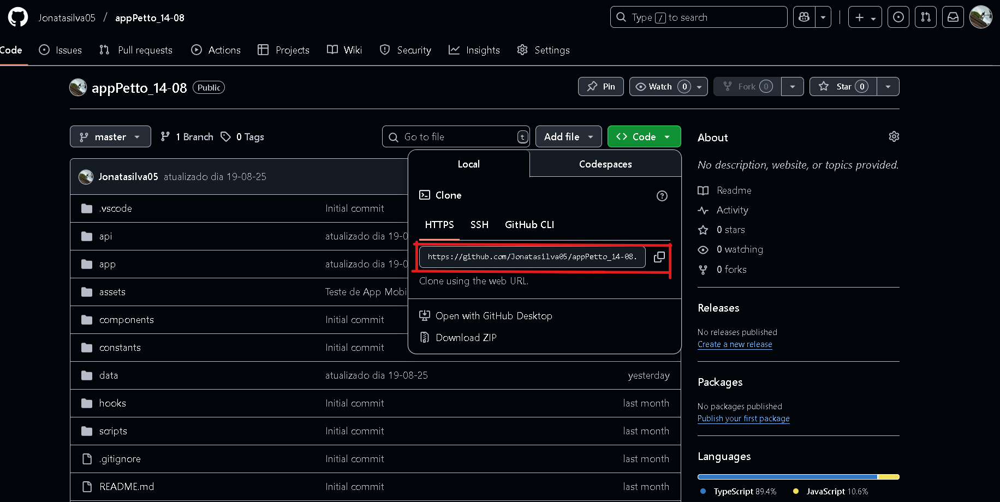 Jonatasilva05 / appPetto_14-08
Type / to search
Code Issues Pull requests Actions Projects Wiki Security Insights Settings
appPetto_14-08 Public
Pin Watch 0 Fork 0 Star 0
master 1 Branch 0 Tags
Go to file t Add file Code
Local Codespaces
Clone
HTTPS SSH GitHub CLI
https://github.com/Jonatasilva05/appPetto_14-08.
Clone using the web URL.
Open with GitHub Desktop
Download ZIP
Jonatasilva05 atualizado dia 19-08-25
.vscode Initial commit
api atualizado dia 19-0
app atualizado dia 19-0
assets Teste de App Mobi
components Initial commit
constants Initial commit
data atualizado dia 19-08-25 yesterday
hooks Initial commit last month
scripts Initial commit last month
.gitignore Initial commit last month
README.md Initial commit last month
About
No description, website, or topics provided.
Readme
Activity
0 stars
0 watching
0 forks
Releases
No releases published
Create a new release
Packages
No packages published
Publish your first package
Languages
TypeScript 89.4% JavaScript 10.6%